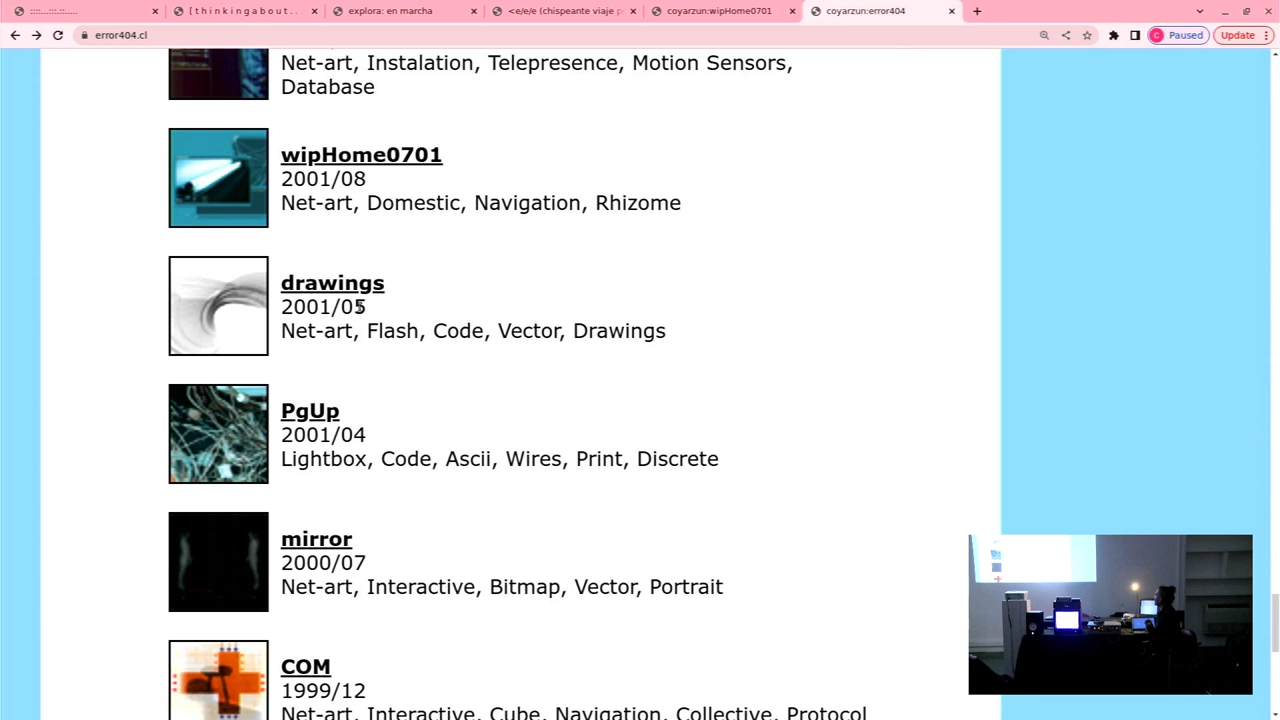 [ t h i n k i n g a b o u t . . .
explora: en marcha
<e/e/e (chispeante viaje p
coyarzun:wipHome0701
coyarzun:error404
error404.cl
C Paused
Update
Net-art, Instalation, Telepresence, Motion Sensors,
Database
wipHome0701
2001/08
Net-art, Domestic, Navigation, Rhizome
drawings
2001/05
Net-art, Flash, Code, Vector, Drawings
PgUp
2001/04
Lightbox, Code, Ascii, Wires, Print, Discrete
mirror
2000/07
Net-art, Interactive, Bitmap, Vector, Portrait
COM
1999/12
Net-art, Interactive, Cube, Navigation, Collective, Protocol